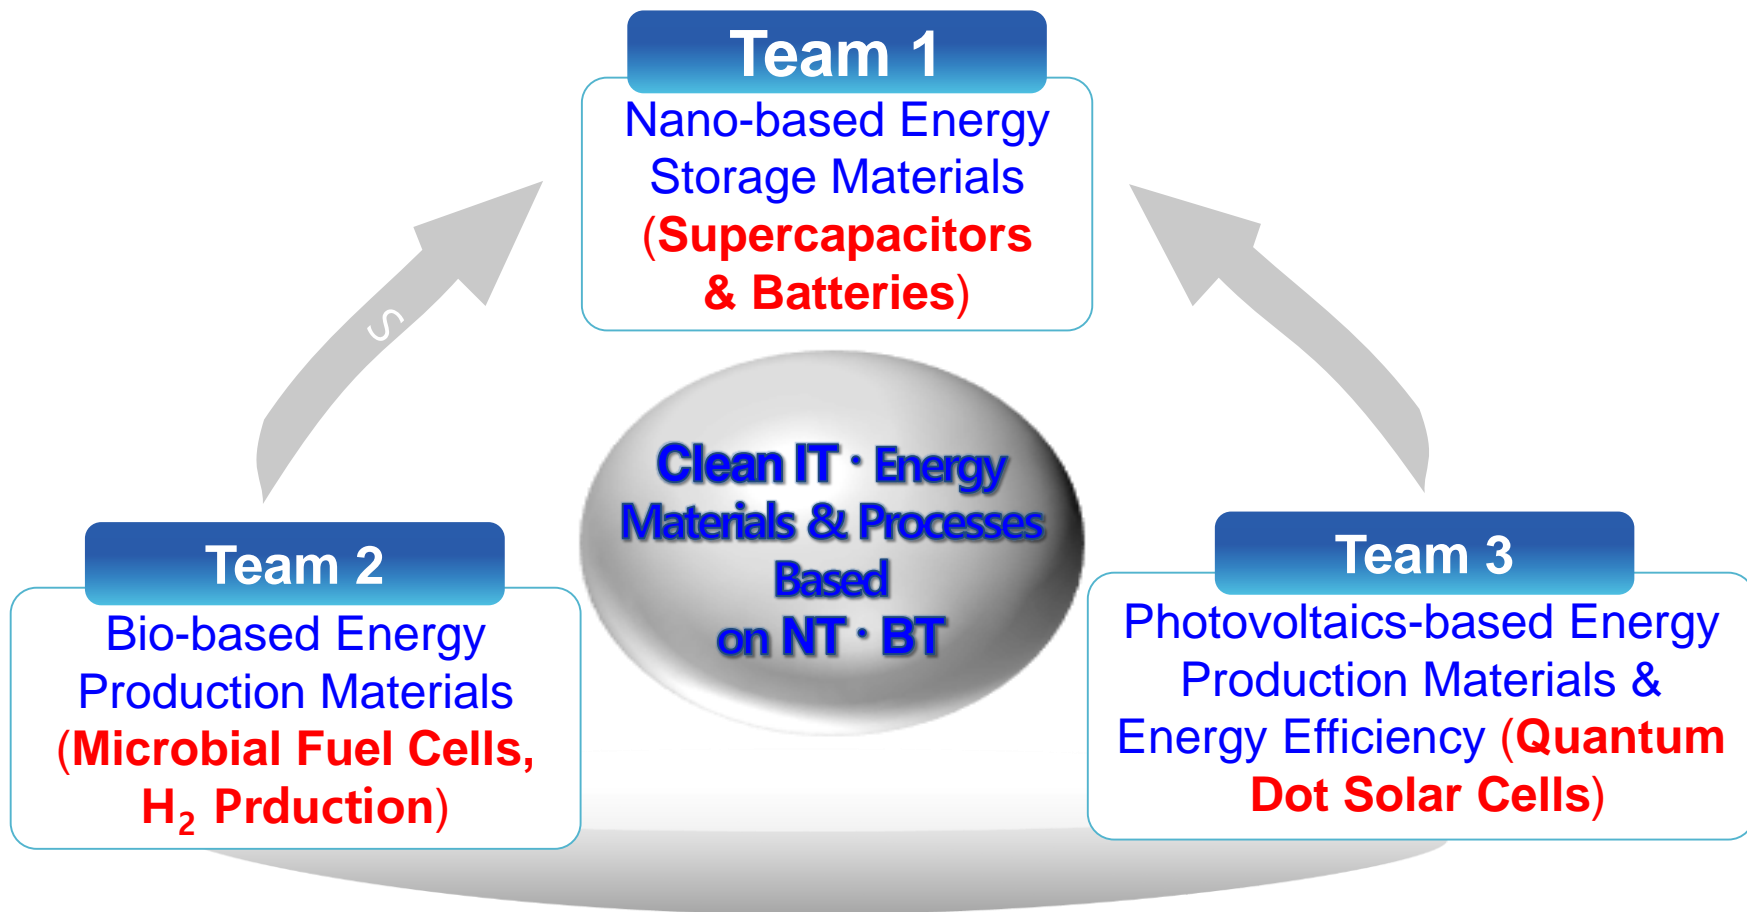 Team 1
Nano-based Energy
Storage Materials
(Supercapacitors
& Batteries)
S
Clean IT · Energy
Materials & Processes
Based
on NT · BT
Team 2
Bio-based Energy
Production Materials
(Microbial Fuel Cells,
H₂ Prduction)
Team 3
Photovoltaics-based Energy
Production Materials &
Energy Efficiency (Quantum
Dot Solar Cells)